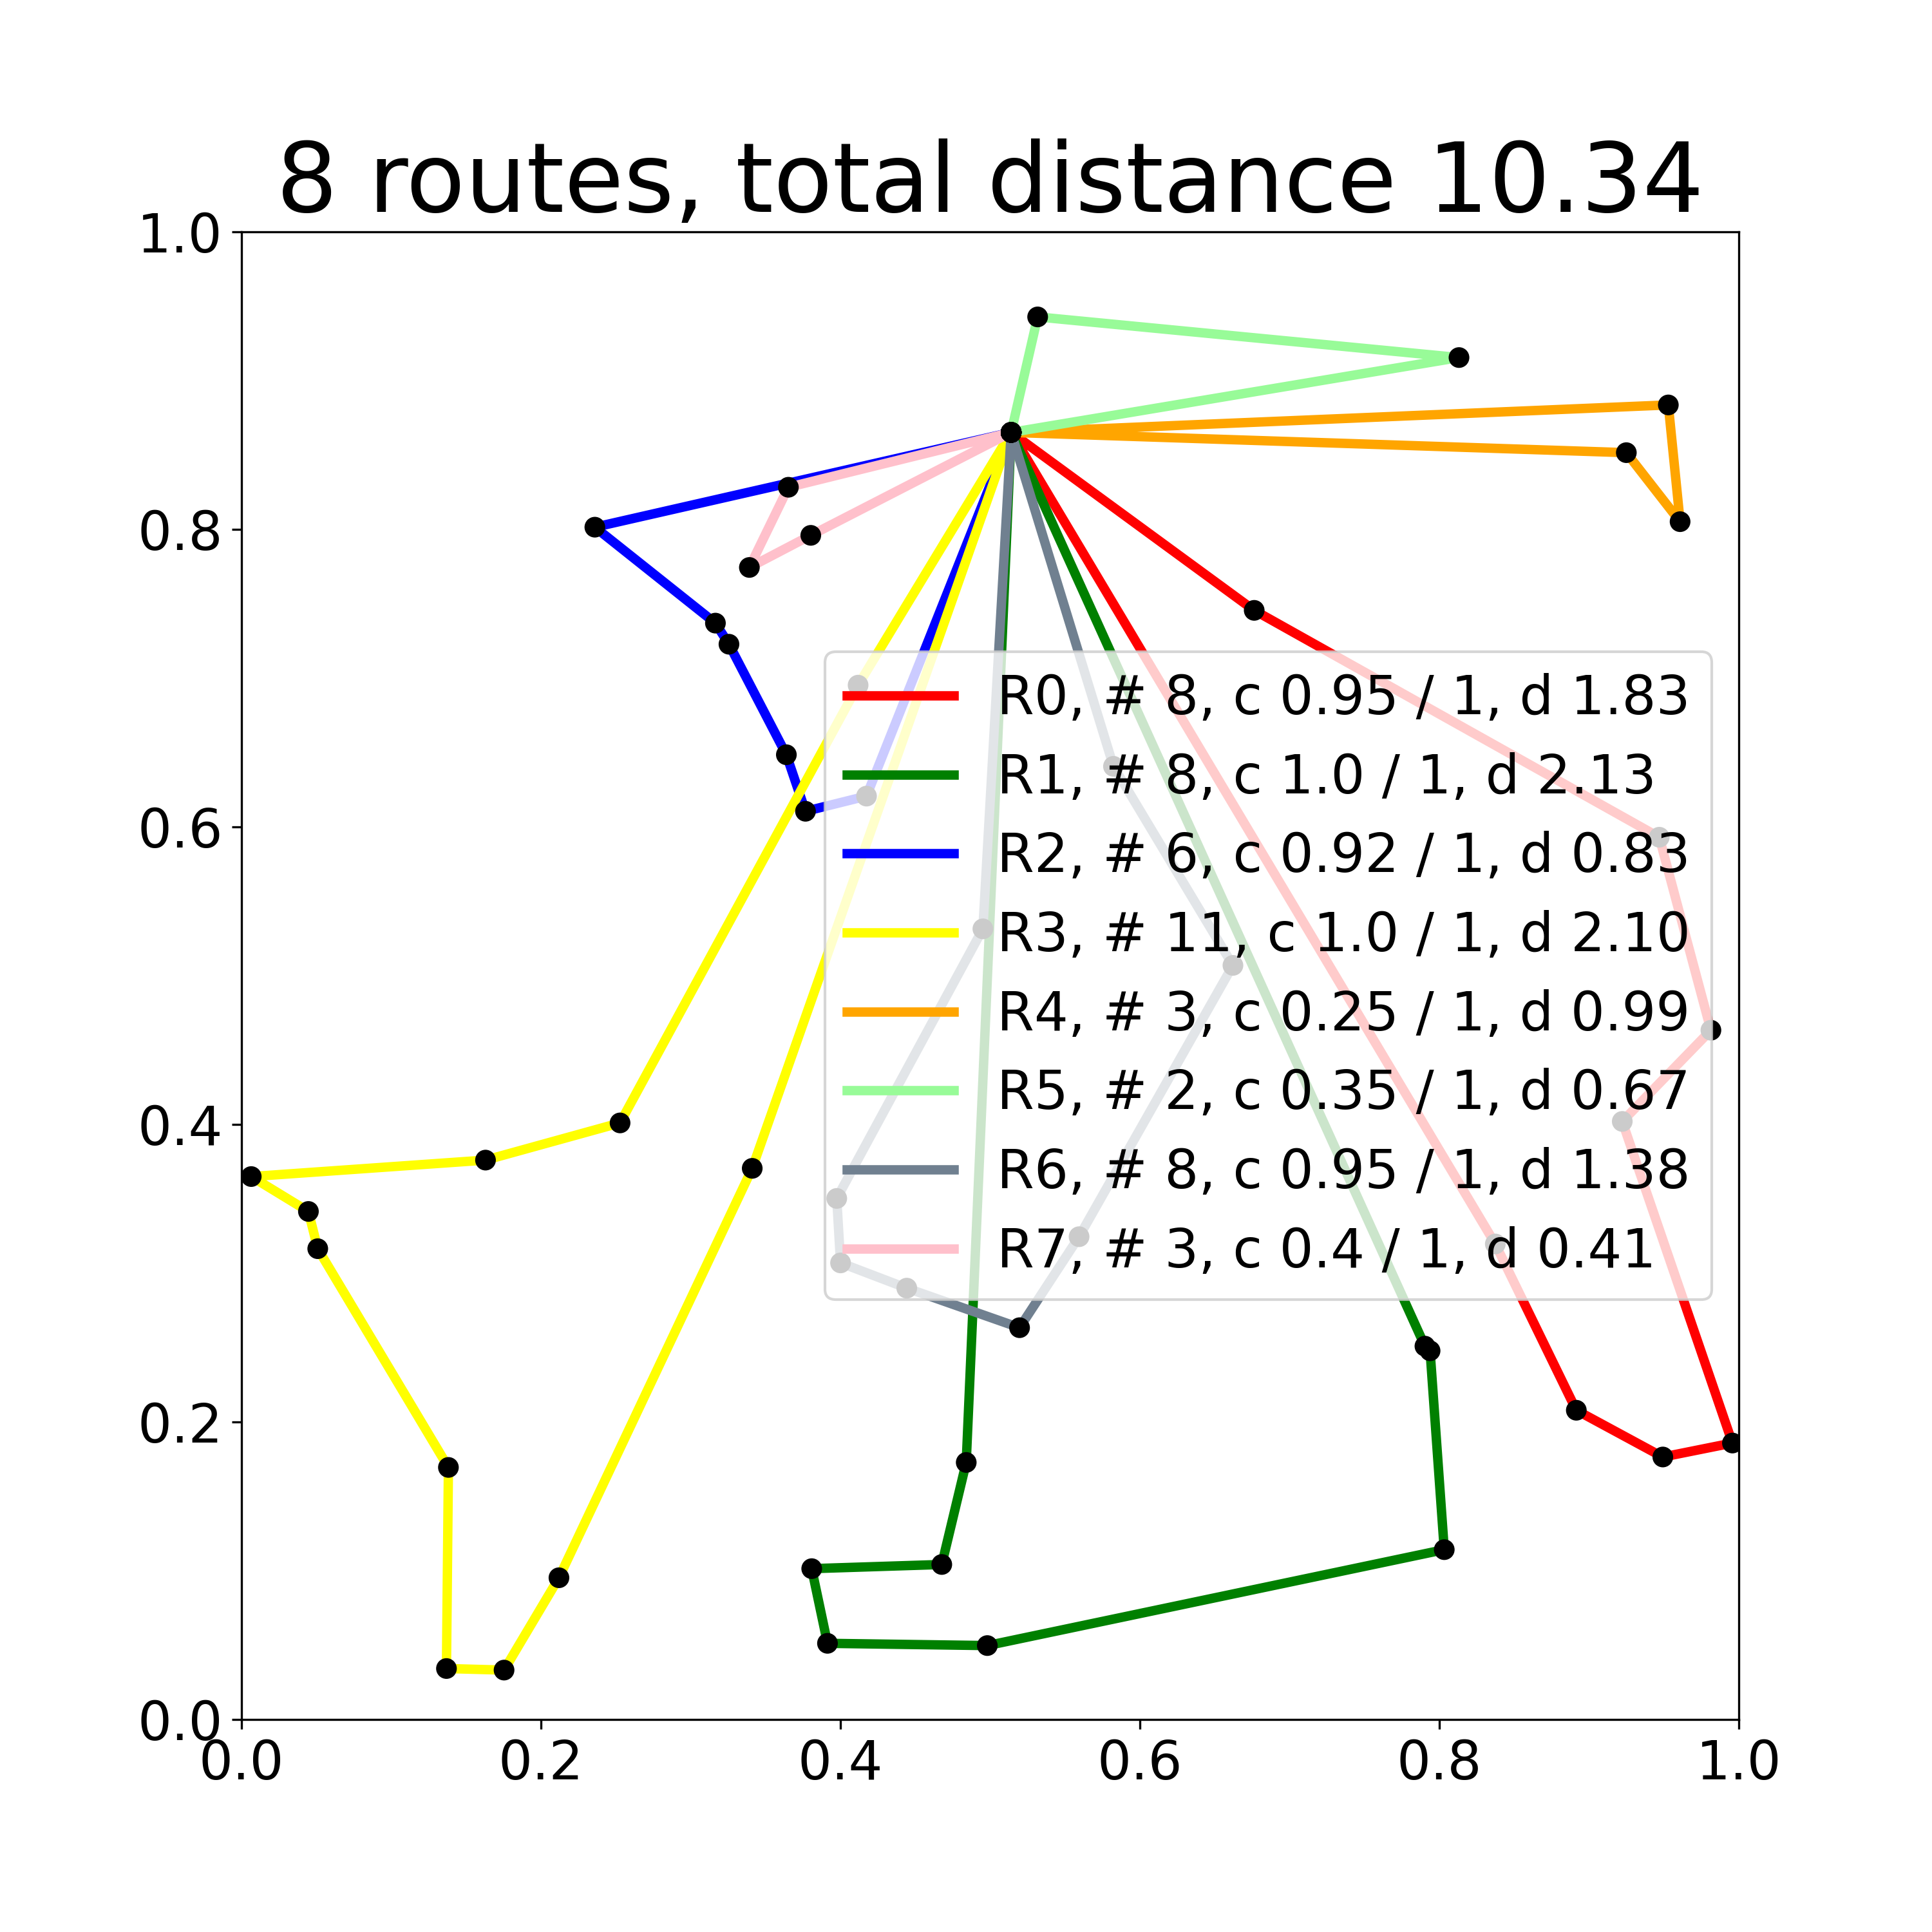 8 routes, total distance 10.34
1.0
0.8
0.6
0.4
0.2
0.0
0.0 0.2 0.4 0.6 0.8 1.0
R0, # 8, c 0.95 / 1, d 1.83
R1, # 8, c 1.0 / 1, d 2.13
R2, # 6, c 0.92 / 1, d 0.83
R3, # 11, c 1.0 / 1, d 2.10
R4, # 3, c 0.25 / 1, d 0.99
R5, # 2, c 0.35 / 1, d 0.67
R6, # 8, c 0.95 / 1, d 1.38
R7, # 3, c 0.4 / 1, d 0.41